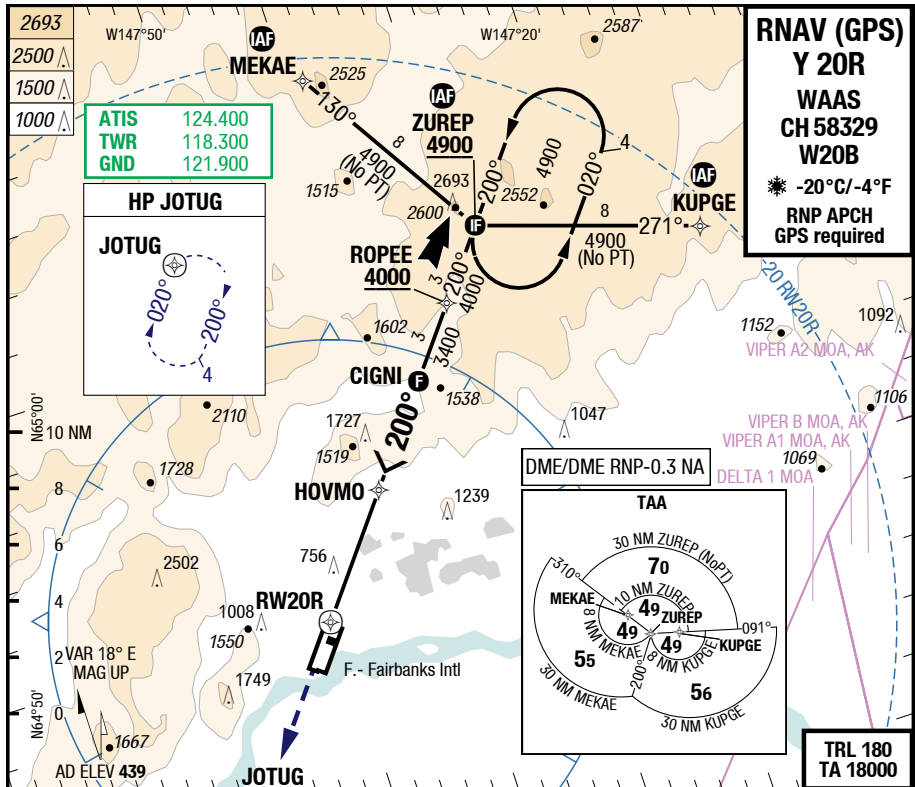 2693
2500
1500
1000
W147°50'
W147°20'
2587
RNAV (GPS)
Y 20R
WAAS
CH 58329
W20B
-20°C/-4°F
RNP APCH
GPS required
IAF
MEKAE
2525
130°
8
4900
(No PT)
IAF
ZUREP
4900
200°
4900
020°
4
ATIS 124.400
TWR 118.300
GND 121.900
1515
2693
2600
2552
IF
IAF
KUPGE
8
271°
4900
(No PT)
HP JOTUG
JOTUG
020°
200°
4
ROPEE
4000
200°
3
4000
3
3400
20 RW20R
1602
1152
1092
VIPER A2 MOA, AK
CIGNI
F
1538
200°
1106
2110
N65°00'
10 NM
1727
1519
1047
VIPER B MOA, AK
VIPER A1 MOA, AK
1069
DELTA 1 MOA
1728
8
HOVMO
1239
DME/DME RNP-0.3 NA
6
756
2502
4
1008
1550
RW20R
VAR 18° E
MAG UP
2
F.- Fairbanks Intl
1749
N64°50'
0
1667
AD ELEV 439
JOTUG
TAA
30 NM ZUREP (NoPT)
70
310°
10 NM ZUREP
MEKAE
49
ZUREP
091°
8 NM MEKAE
49
49
KUPGE
8 NM KUPGE
55
200°
56
30 NM MEKAE
30 NM KUPGE
TRL 180
TA 18000